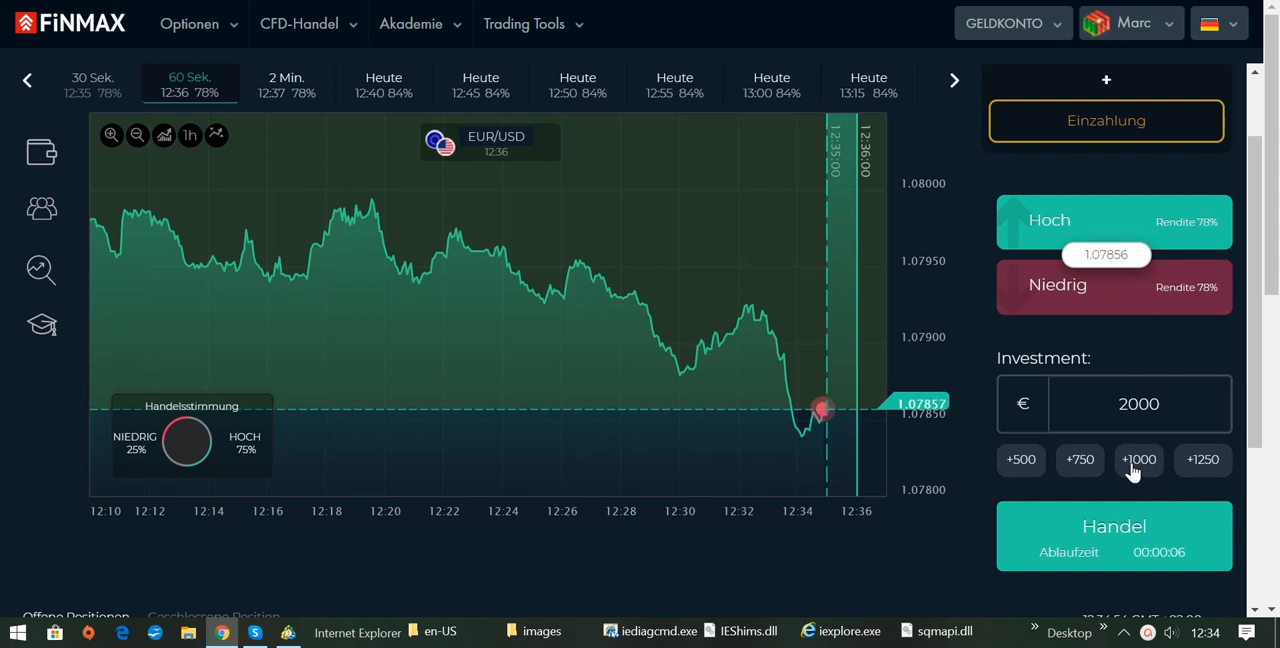 FiNMAX
Optionen
CFD-Handel
Akademie
Trading Tools
GELDKONTO
Marc
30 Sek.
12:35 78%
60 Sek.
12:36 78%
2 Min.
12:37 78%
Heute
12:40 84%
Heute
12:45 84%
Heute
12:50 84%
Heute
12:55 84%
Heute
13:00 84%
Heute
13:15 84%
+
Einzahlung
1h
EUR/USD
12:36
12:35:00
12:36:00
1.08000
1.07950
1.07900
1.07857
1.07850
1.07800
Handelsstimmung
NIEDRIG
25%
HOCH
75%
12:10 12:12 12:14 12:16 12:18 12:20 12:22 12:24 12:26 12:28 12:30 12:32 12:34 12:36
Hoch
Rendite 78%
1.07856
Niedrig
Rendite 78%
Investment:
€ 2000
+500 +750 +1000 +1250
Handel
Ablaufzeit 00:00:06
Offene Positionen Geschlossene Position
Internet Explorer
en-US
images
iediagcmd.exe
IEShims.dll
iexplore.exe
sqmapi.dll
»
Desktop
»
12:34